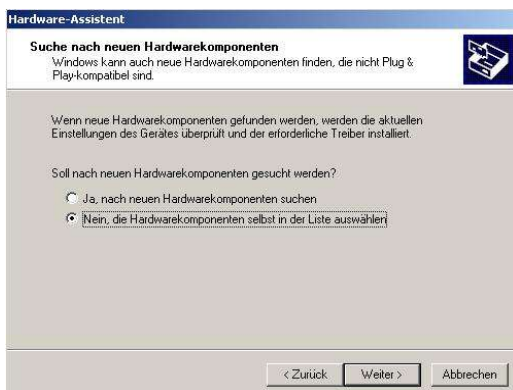 Hardware-Assistent
Suche nach neuen Hardwarekomponenten
Windows kann auch neue Hardwarekomponenten finden, die nicht Plug &
Play-kompatibel sind.
Wenn neue Hardwarekomponenten gefunden werden, werden die aktuellen
Einstellungen des Gerätes überprüft und der erforderliche Treiber installiert.
Soll nach neuen Hardwarekomponenten gesucht werden?
Ja, nach neuen Hardwarekomponenten suchen
Nein, die Hardwarekomponenten selbst in der Liste auswählen
< Zurück Weiter > Abbrechen